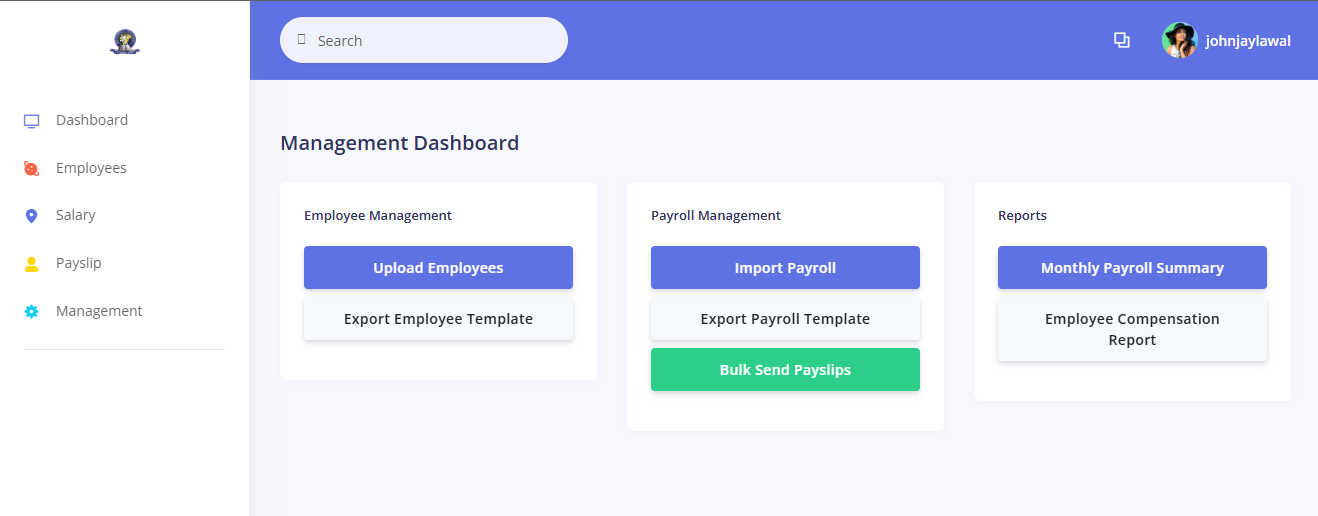 Search
johnjaylawal
Dashboard
Employees
Salary
Payslip
Management
Management Dashboard
Employee Management
Upload Employees
Export Employee Template
Payroll Management
Import Payroll
Export Payroll Template
Bulk Send Payslips
Reports
Monthly Payroll Summary
Employee Compensation
Report